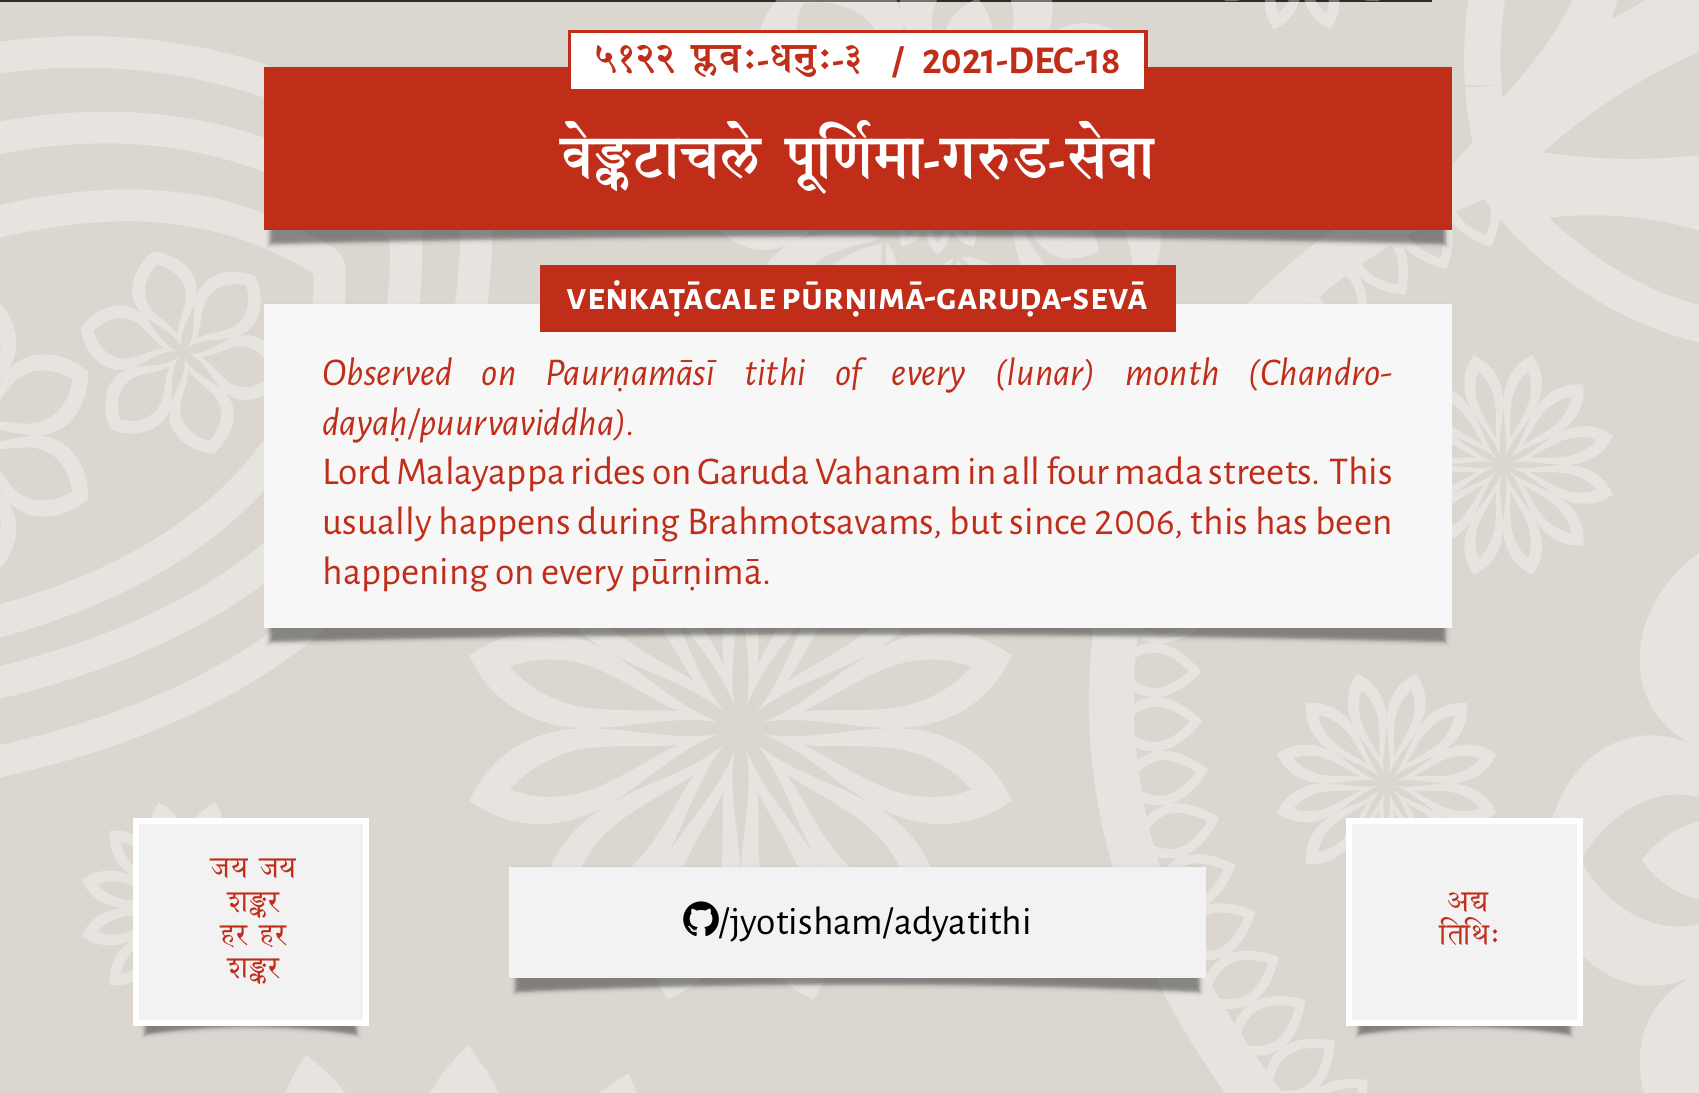 ५१२२ प्लवः-धनुः-३ / 2021-DEC-18
वेङ्कटाचले पूर्णिमा-गरुड-सेवा
VEṄKAṬĀCALE PŪRṆIMĀ-GARUḌA-SEVĀ
Observed on Paurṇamāsī tithi of every (lunar) month (Chandro-
dayaḥ/puurvaviddha).
Lord Malayappa rides on Garuda Vahanam in all four mada streets. This
usually happens during Brahmotsavams, but since 2006, this has been
happening on every pūrṇimā.
जय जय
शङ्कर
हर हर
शङ्कर
/jyotisham/adyatithi
अद्य
तिथिः